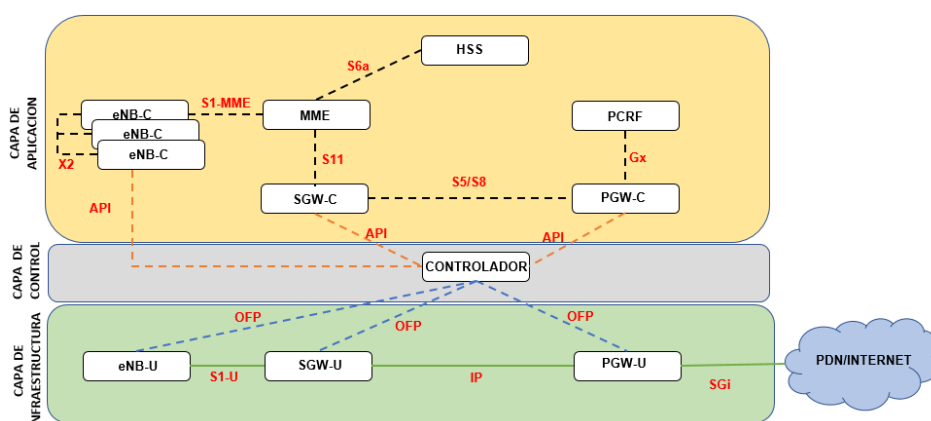 HSS
S6a
S1-MME
eNB-C
MME
PCRF
eNB-C
eNB-C
X2
S11
Gx
CAPA DE
APLICACION
S5/S8
SGW-C
PGW-C
API
API
API
CAPA DE
CONTROL
CONTROLADOR
OFP
OFP
OFP
CAPA DE
INFRAESTRUCTURA
eNB-U
S1-U
SGW-U
IP
PGW-U
SGi
PDN/INTERNET